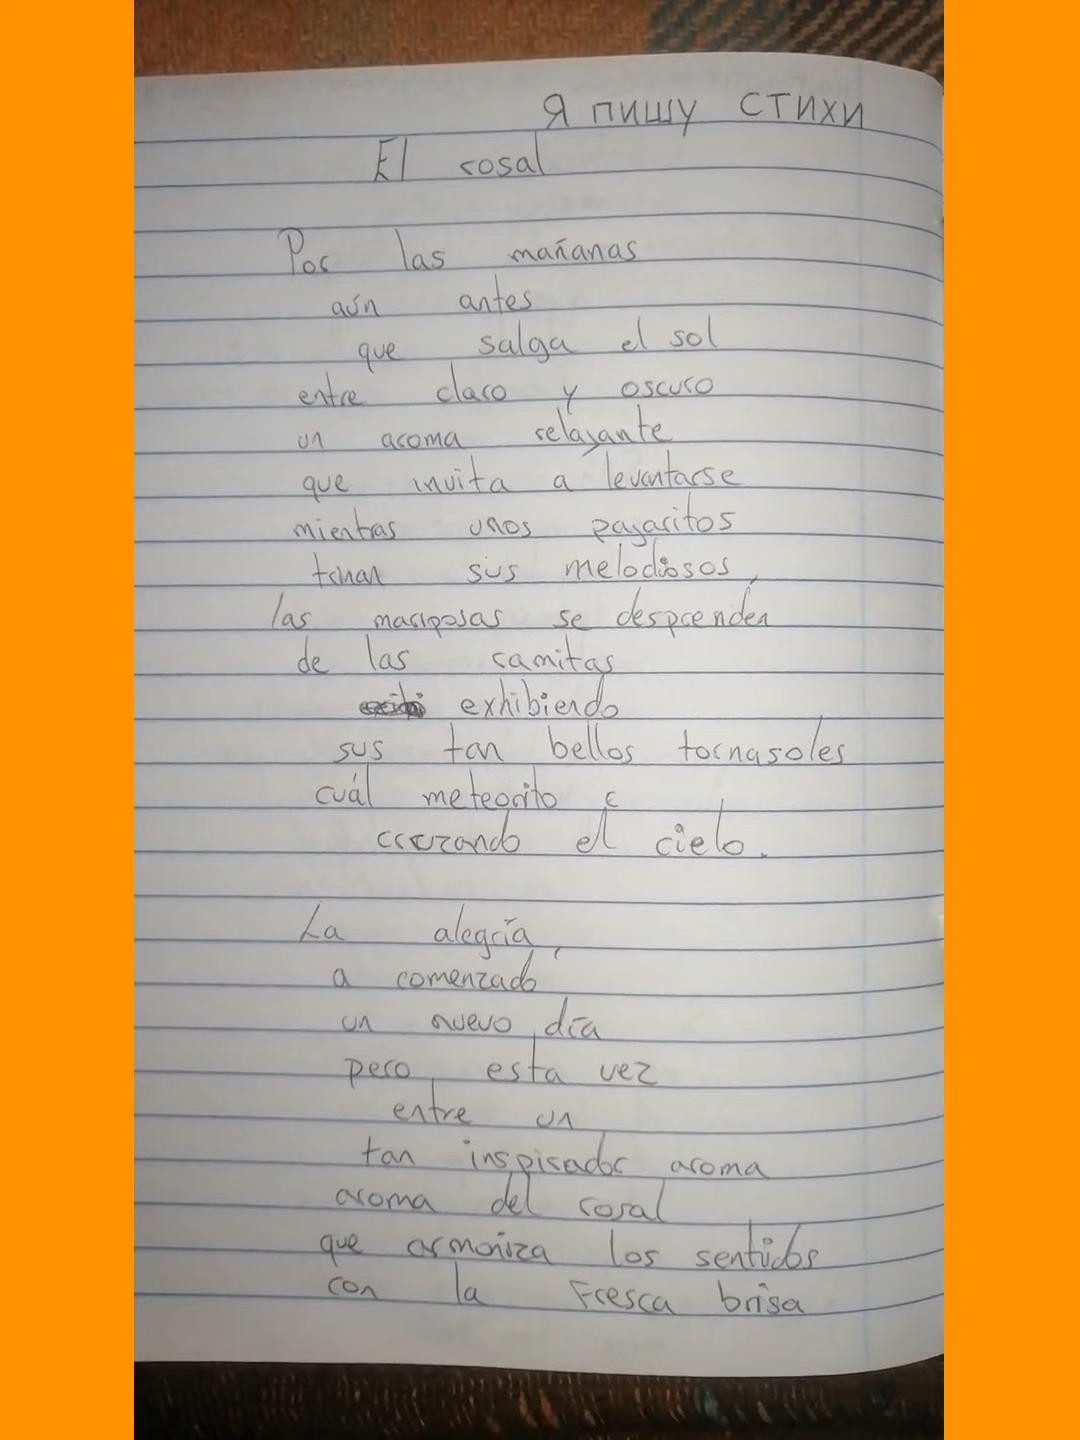 Я ПИШУ СТИХИ
El rosal
Por las mañanas
aún antes
que salga el sol
entre claro y oscuro
un aroma relajante
que invita a levantarse
mientras unos pajaritos
trinan sus melodiosos,
las mariposas se desprenden
de las ramitas
exhibiendo
sus tan bellos tornasoles
cuál meteorito
cruzando el cielo.
La alegría,
a comenzado
un nuevo día
pero, esta vez
entre un
tan inspirador aroma
aroma del rosal
que armoniza los sentidos
con la Fresca brisa